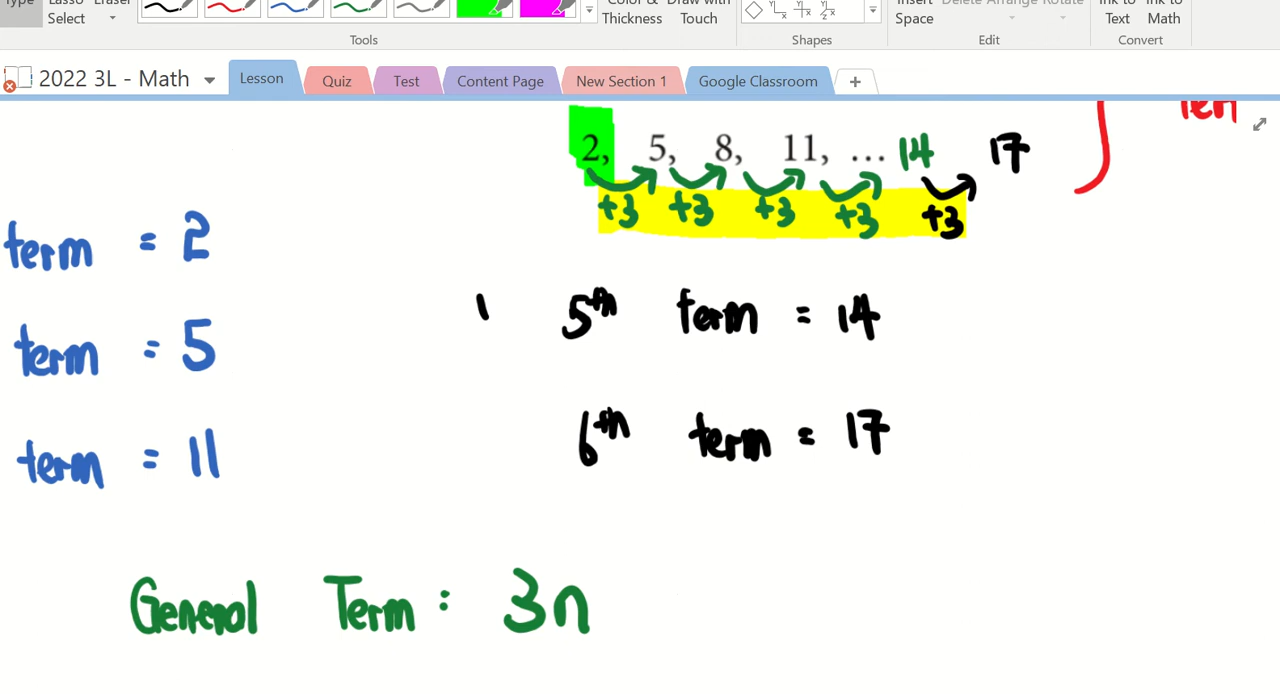 Type Lasso Eraser Color & Draw with Insert Delete Arrange Rotate Ink to Ink to
Select Thickness Touch Space Text Math
Tools Shapes Edit Convert
2022 3L - Math Lesson Quiz Test Content Page New Section 1 Google Classroom +
2, 5, 8, 11, ... 14 17
+3 +3 +3 +3 +3
term = 2
term = 5
term = 11
5th term = 14
6th term = 17
General Term : 3n